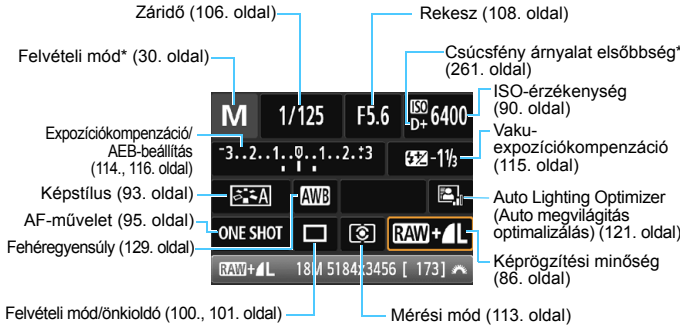 Záridő (106. oldal)
Rekesz (108. oldal)
Felvételi mód* (30. oldal)
Csúcsfény árnyalat elsőbbség*
(261. oldal)
ISO-érzékenység
(90. oldal)
M 1/125 F5.6 ISO D+ 6400
Expozíciókompenzáció/
AEB-beállítás
(114., 116. oldal)
-3..2..1..0..1..2.:3 -1⅓
Vaku-
expozíciókompenzáció
(115. oldal)
Képstílus (93. oldal)
A AWB
Auto Lighting Optimizer
(Auto megvilágitás
optimalizálás) (121. oldal)
AF-művelet (95. oldal)
ONE SHOT RAW+L
Fehéregyensúly (129. oldal)
Képrögzítési minőség
(86. oldal)
RAW+L 18M 5184x3456 [ 173]
Felvételi mód/önkioldó (100., 101. oldal)
Mérési mód (113. oldal)